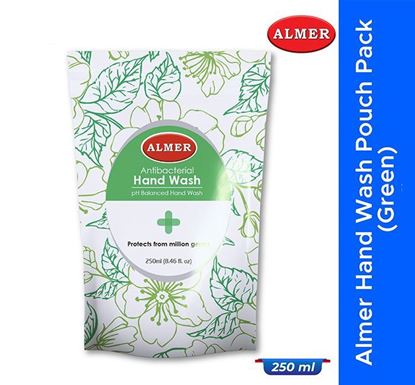 ALMER
ALMER
Antibacterial
Hand Wash
pH Balanced Hand Wash
Protects from million germs
250ml (8.46 fl. oz)
Almer Hand Wash Pouch Pack
(Green)
250 ml